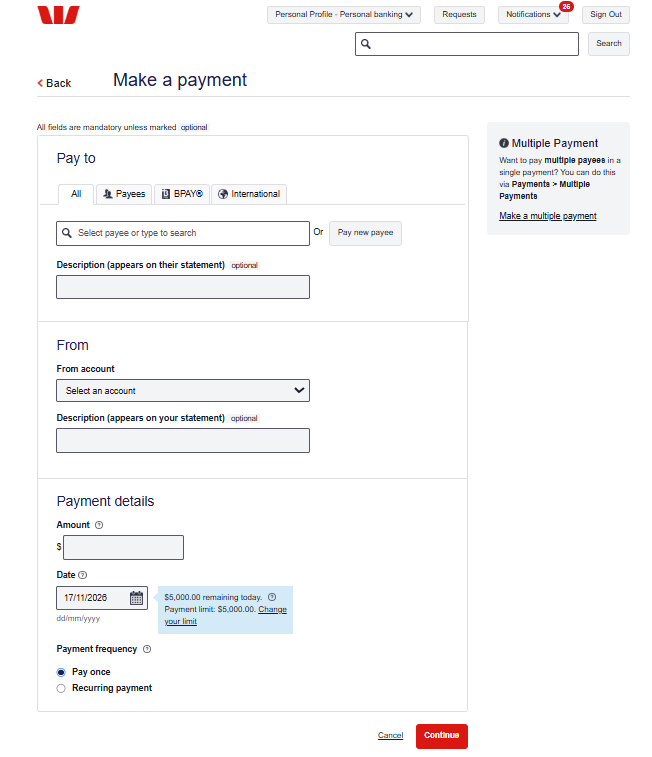 Personal Profile - Personal banking
Requests
Notifications
26
Sign Out
Search
Back
Make a payment
All fields are mandatory unless marked optional
Pay to
All
Payees
BPAY®
International
Select payee or type to search
Or
Pay new payee
Description (appears on their statement) optional
From
From account
Select an account
Description (appears on your statement) optional
Payment details
Amount
$
Date
17/11/2026
dd/mm/yyyy
$5,000.00 remaining today.
Payment limit: $5,000.00. Change
your limit
Payment frequency
Pay once
Recurring payment
Cancel
Continue
Multiple Payment
Want to pay multiple payees in a
single payment? You can do this
via Payments > Multiple
Payments
Make a multiple payment